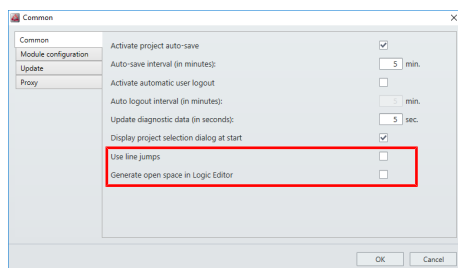 Common
Common
Module configuration
Update
Proxy
Activate project auto-save
Auto-save interval (in minutes): 5 min.
Activate automatic user logout
Auto logout interval (in minutes): 5 min.
Update diagnostic data (in seconds): 5 sec.
Display project selection dialog at start
Use line jumps
Generate open space in Logic Editor
OK Cancel